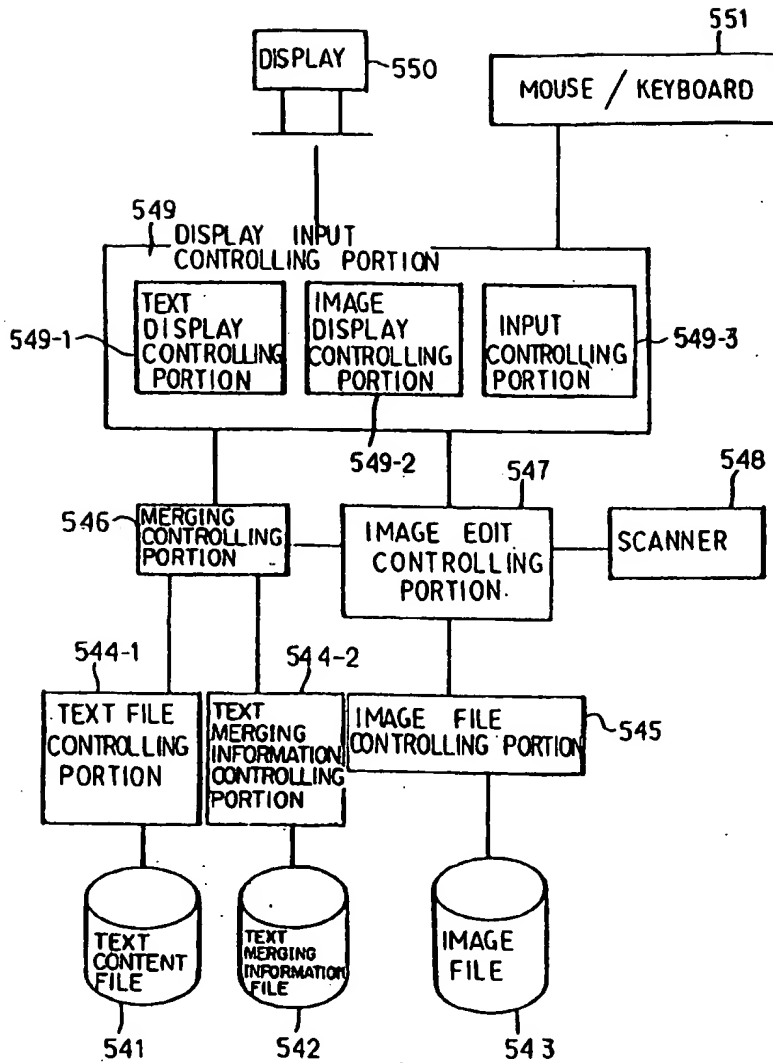 551
DISPLAY
550
MOUSE / KEYBOARD
549
DISPLAY INPUT
CONTROLLING PORTION
TEXT
DISPLAY
CONTROLLING
PORTION
549-1
IMAGE
DISPLAY
CONTROLLING
PORTION
INPUT
CONTROLLING
PORTION
549-3
549-2
547
548
546
MERGING
CONTROLLING
PORTION
IMAGE EDIT
CONTROLLING
PORTION
SCANNER
544-1
544-2
TEXT FILE
CONTROLLING
PORTION
TEXT
MERGING
INFORMATION
CONTROLLING
PORTION
IMAGE FILE
CONTROLLING PORTION
545
TEXT
CONTENT
FILE
TEXT
MERGING
INFORMATION
FILE
IMAGE
FILE
541
542
543